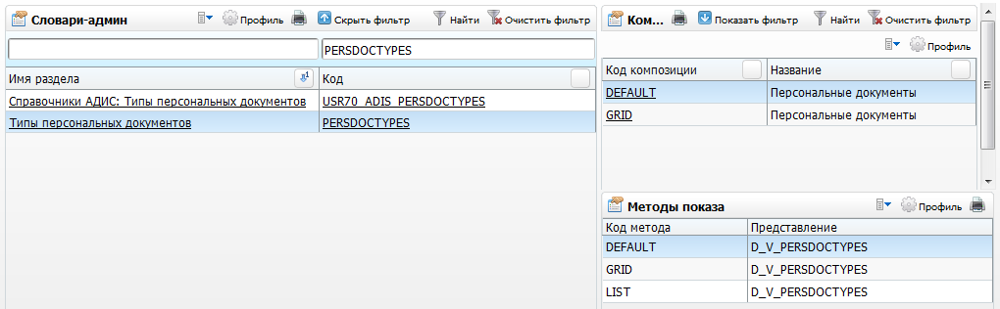 Словари-админ Профиль Скрыть фильтр Найти Очистить фильтр
PERSDOCTYPES
Имя раздела Код
Справочники АДИС: Типы персональных документов USR70_ADIS_PERSDOCTYPES
Типы персональных документов PERSDOCTYPES
Ком... Показать фильтр Найти Очистить фильтр
Профиль
Код композиции Название
DEFAULT Персональные документы
GRID Персональные документы
Методы показа Профиль
Код метода Представление
DEFAULT D_V_PERSDOCTYPES
GRID D_V_PERSDOCTYPES
LIST D_V_PERSDOCTYPES